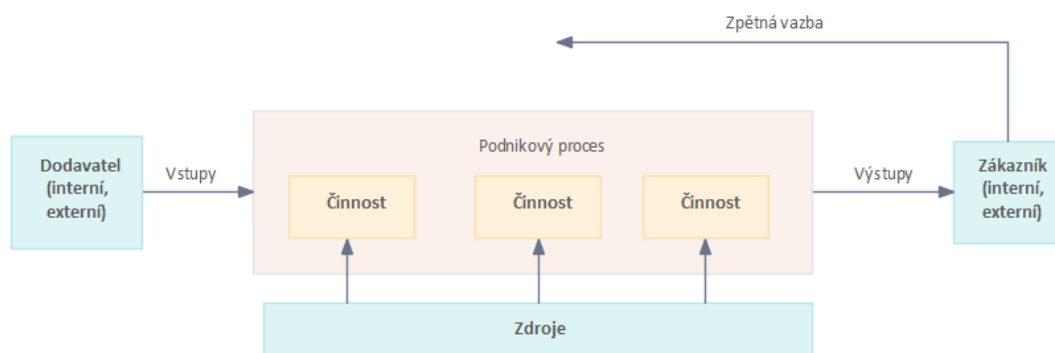 Zpětná vazba
Podnikový proces
Dodavatel
(interní,
externí)
Vstupy
Činnost
Činnost
Činnost
Výstupy
Zákazník
(interní,
externí)
Zdroje